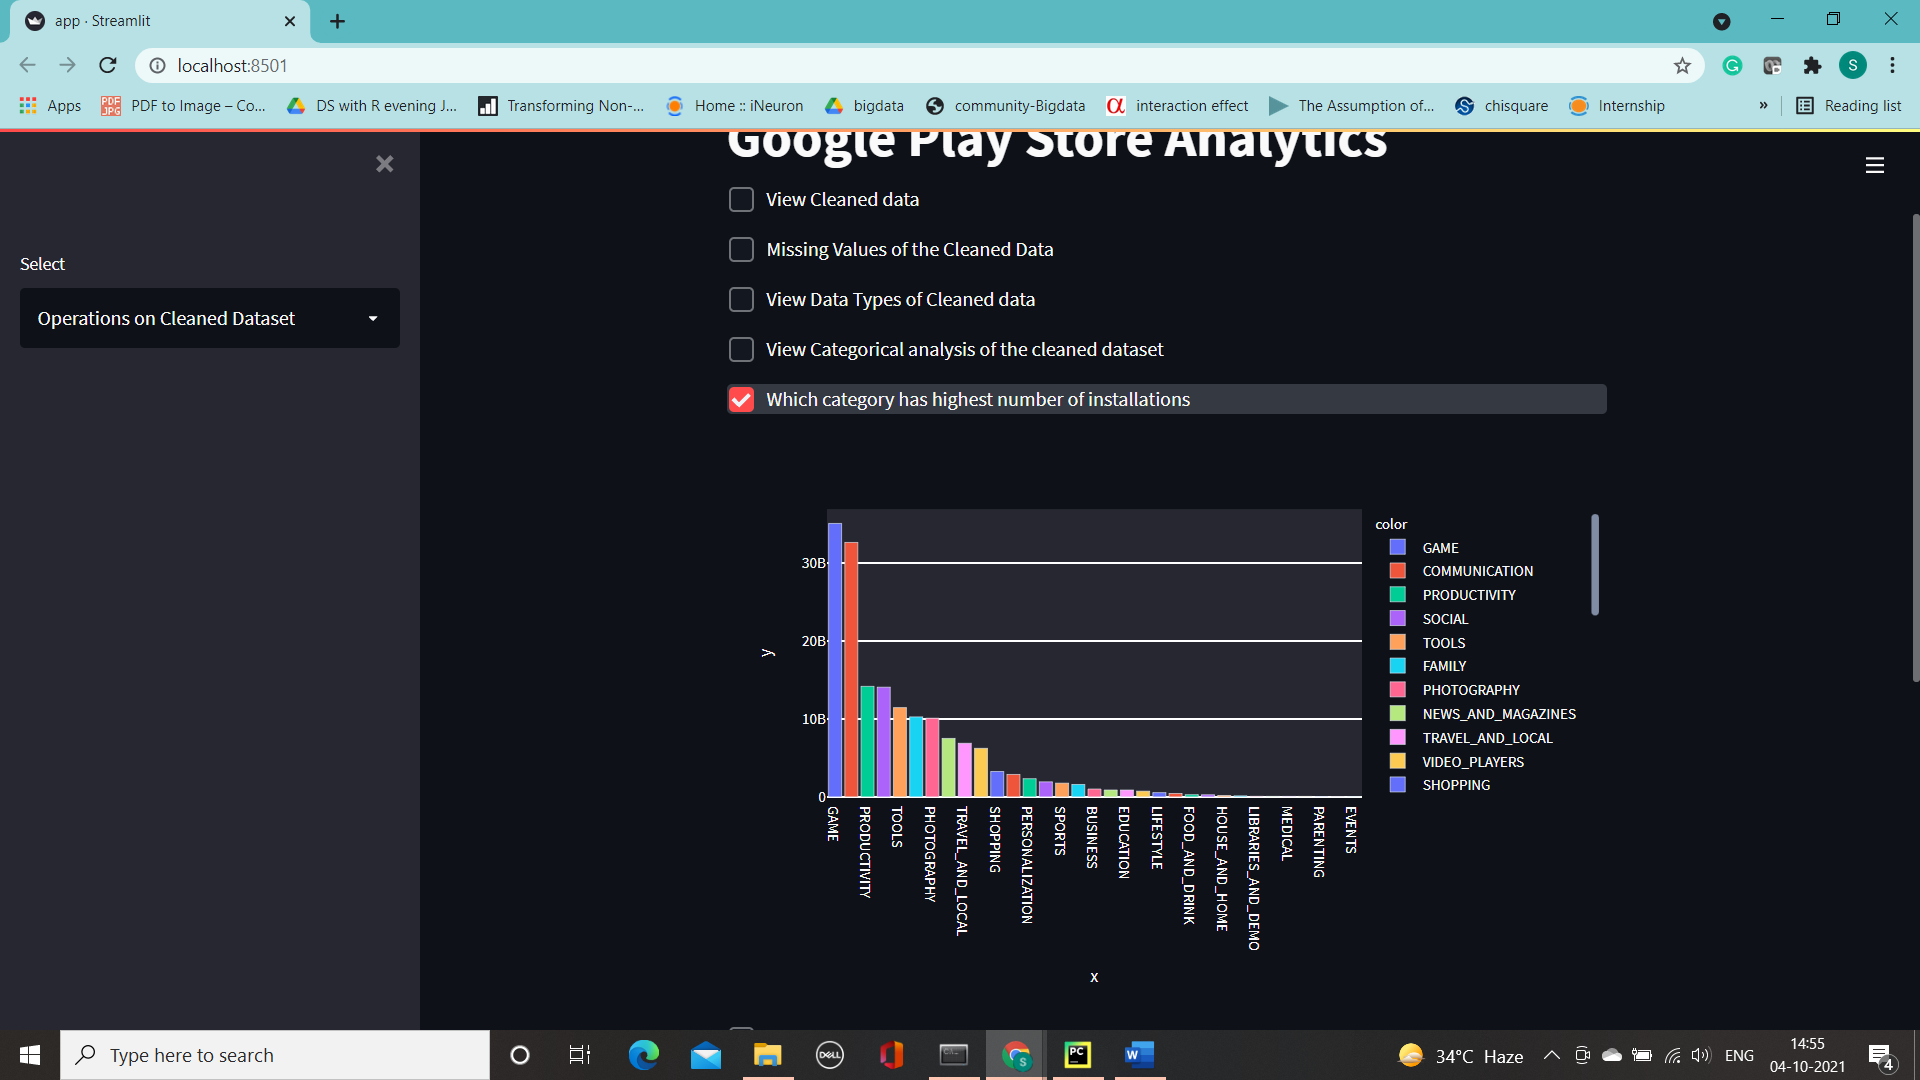 app · Streamlit
localhost:8501
S
Apps
PDF to Image – Co...
DS with R evening J...
Transforming Non-...
Home :: iNeuron
bigdata
community-Bigdata
interaction effect
The Assumption of...
chisquare
Internship
»
Reading list
Google Play Store Analytics
Select
Operations on Cleaned Dataset
View Cleaned data
Missing Values of the Cleaned Data
View Data Types of Cleaned data
View Categorical analysis of the cleaned dataset
Which category has highest number of installations
30B
20B
10B
0
y
GAME
PRODUCTIVITY
TOOLS
PHOTOGRAPHY
TRAVEL_AND_LOCAL
SHOPPING
PERSONALIZATION
SPORTS
BUSINESS
EDUCATION
LIFESTYLE
FOOD_AND_DRINK
HOUSE_AND_HOME
LIBRARIES_AND_DEMO
MEDICAL
PARENTING
EVENTS
x
color
GAME
COMMUNICATION
PRODUCTIVITY
SOCIAL
TOOLS
FAMILY
PHOTOGRAPHY
NEWS_AND_MAGAZINES
TRAVEL_AND_LOCAL
VIDEO_PLAYERS
SHOPPING
Type here to search
DELL
PC
W
34°C Haze
ENG
14:55
04-10-2021
4